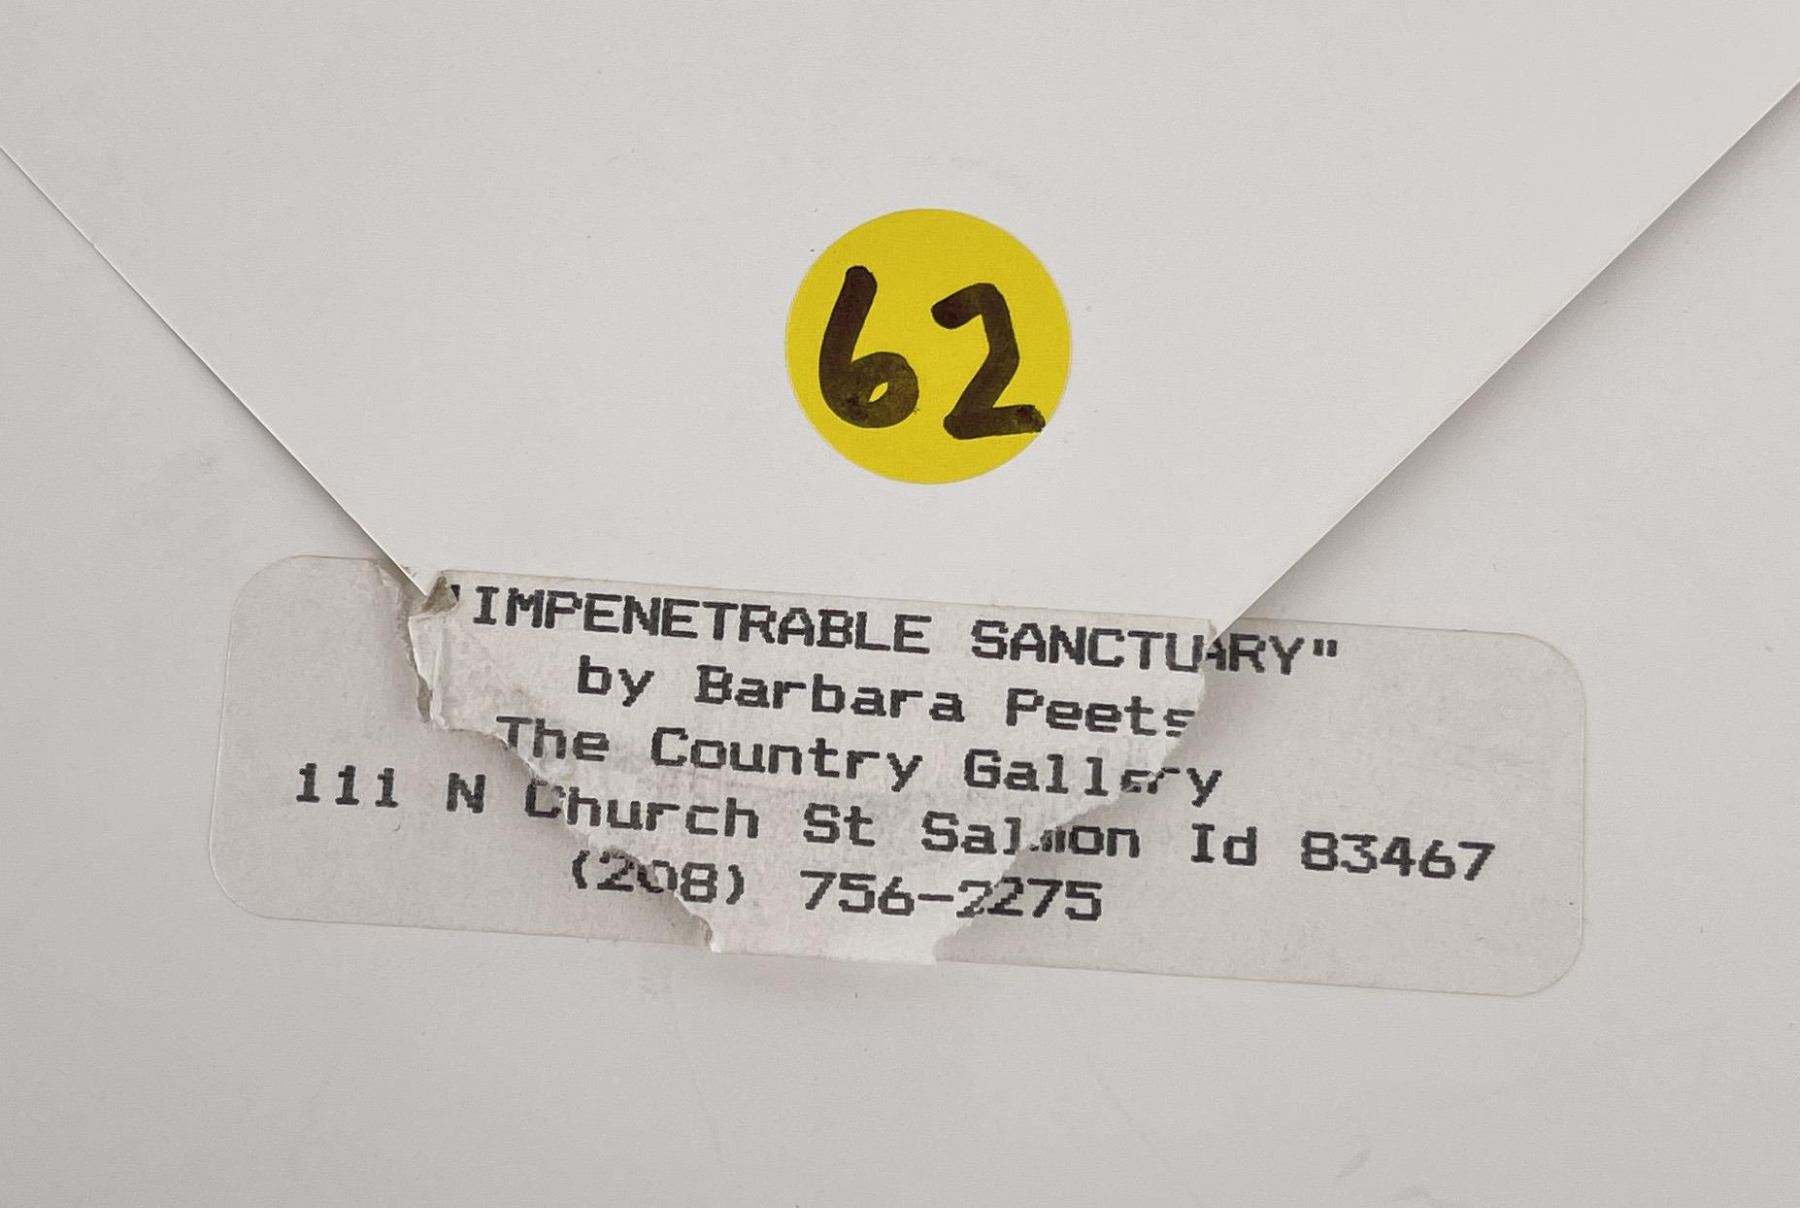 62
"IMPENETRABLE SANCTUARY"
by Barbara Peets
The Country Gallery
111 N Church St Salmon Id 83467
(208) 756-2275